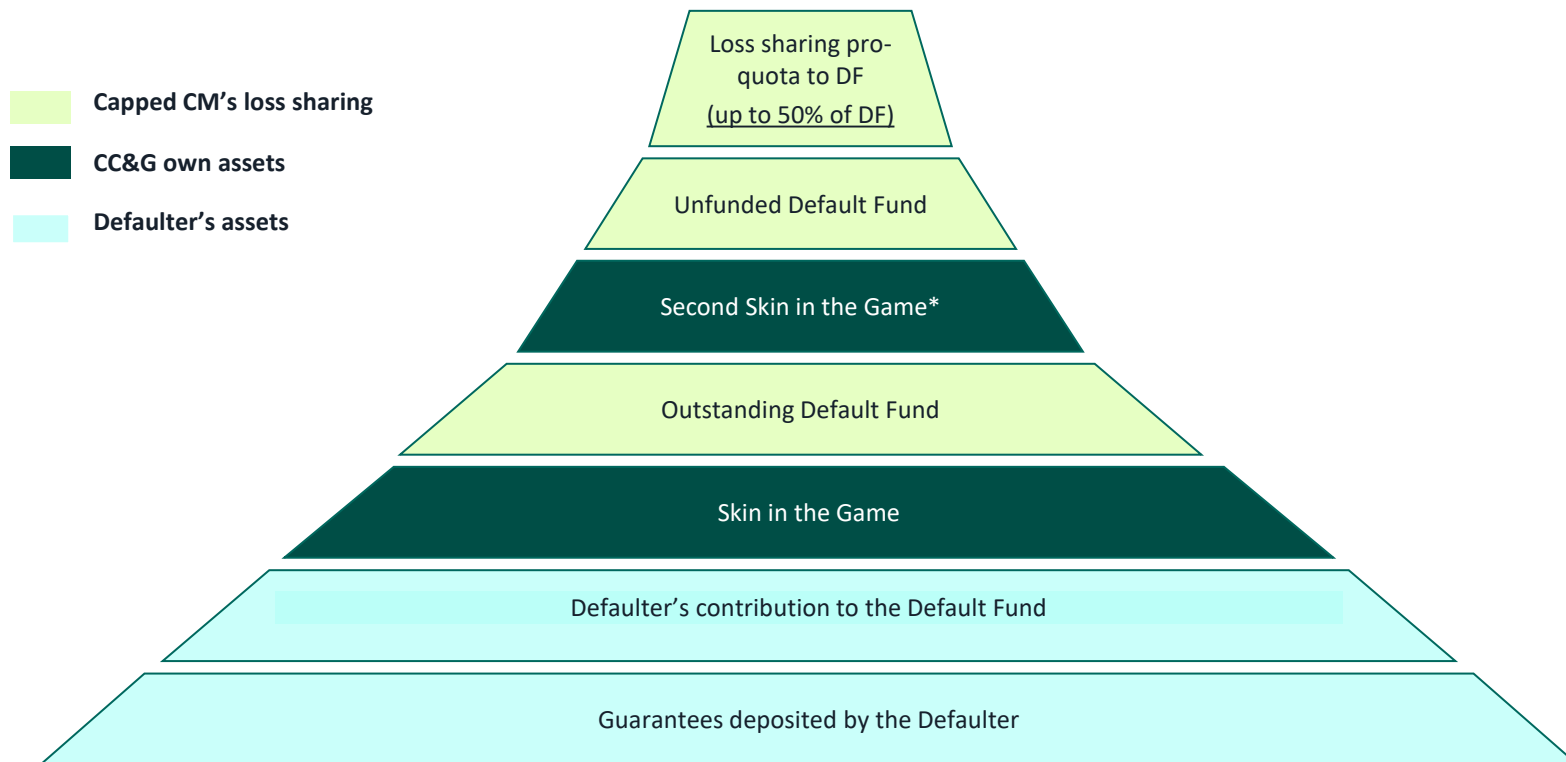 Loss sharing pro-
quota to DF
(up to 50% of DF)
Capped CM’s loss sharing
CC&G own assets
Defaulter’s assets
Unfunded Default Fund
Second Skin in the Game*
Outstanding Default Fund
Skin in the Game
Defaulter’s contribution to the Default Fund
Guarantees deposited by the Defaulter